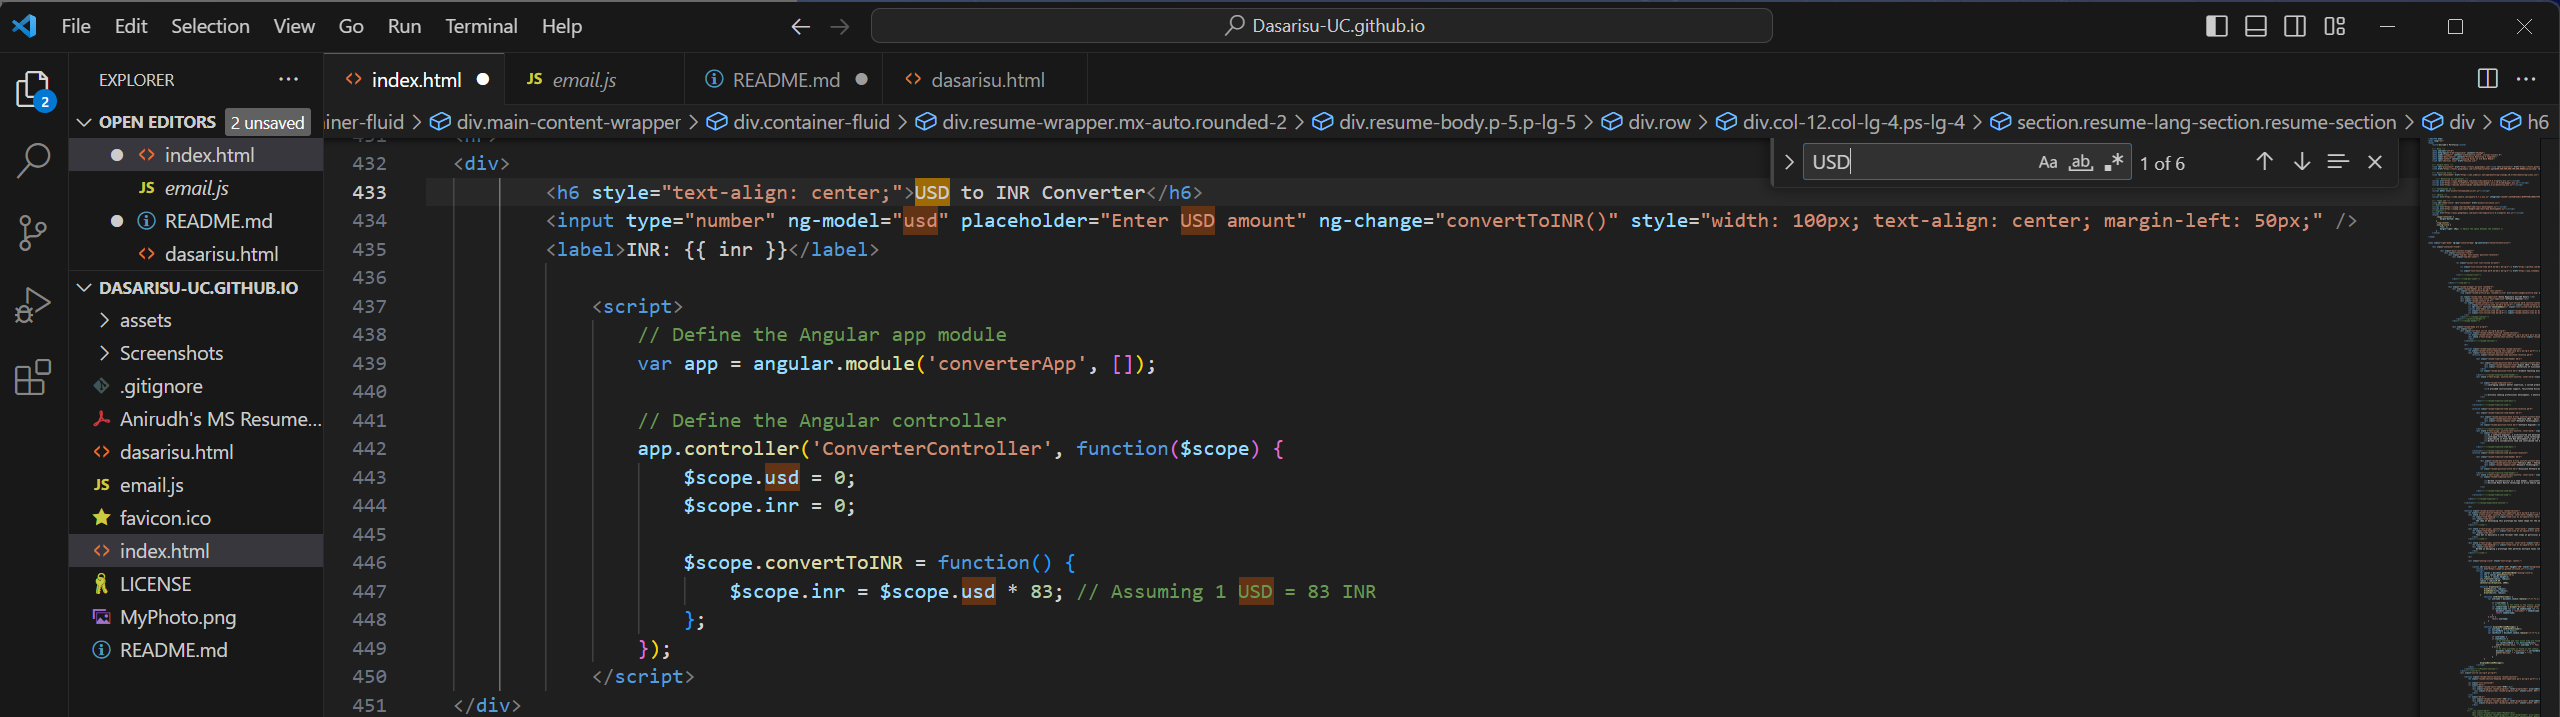 File Edit Selection View Go Run Terminal Help
Dasarisu-UC.github.io
EXPLORER ···
index.html
JS email.js
README.md
dasarisu.html
2
OPEN EDITORS 2 unsaved
index.html
JS email.js
README.md
dasarisu.html
DASARISU-UC.GITHUB.IO
assets
Screenshots
.gitignore
Anirudh's MS Resume...
dasarisu.html
JS email.js
favicon.ico
index.html
LICENSE
MyPhoto.png
README.md
iner-fluid > div.main-content-wrapper > div.container-fluid > div.resume-wrapper.mx-auto.rounded-2 > div.resume-body.p-5.p-lg-5 > div.row > div.col-12.col-lg-4.ps-lg-4 > section.resume-lang-section.resume-section > div > h6
USD Aa ab .* 1 of 6
431 <hr>
432 <div>
433 <h6 style="text-align: center;">USD to INR Converter</h6>
434 <input type="number" ng-model="usd" placeholder="Enter USD amount" ng-change="convertToINR()" style="width: 100px; text-align: center; margin-left: 50px;" />
435 <label>INR: {{ inr }}</label>
436
437 <script>
438 // Define the Angular app module
439 var app = angular.module('converterApp', []);
440
441 // Define the Angular controller
442 app.controller('ConverterController', function($scope) {
443 $scope.usd = 0;
444 $scope.inr = 0;
445
446 $scope.convertToINR = function() {
447 $scope.inr = $scope.usd * 83; // Assuming 1 USD = 83 INR
448 };
449 });
450 </script>
451 </div>